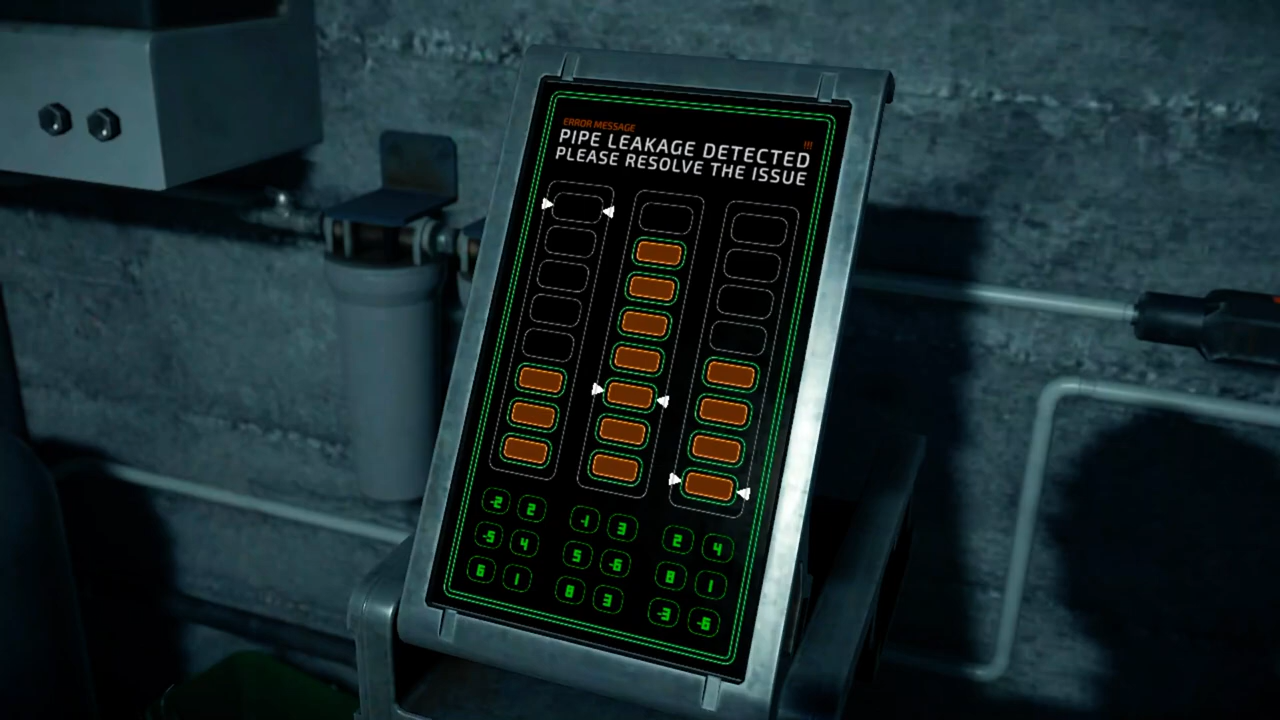 ERROR MESSAGE !!!
PIPE LEAKAGE DETECTED
PLEASE RESOLVE THE ISSUE
-2 2 -1 3 2 4
-5 4 5 -6 8 1
6 1 8 3 -3 -6